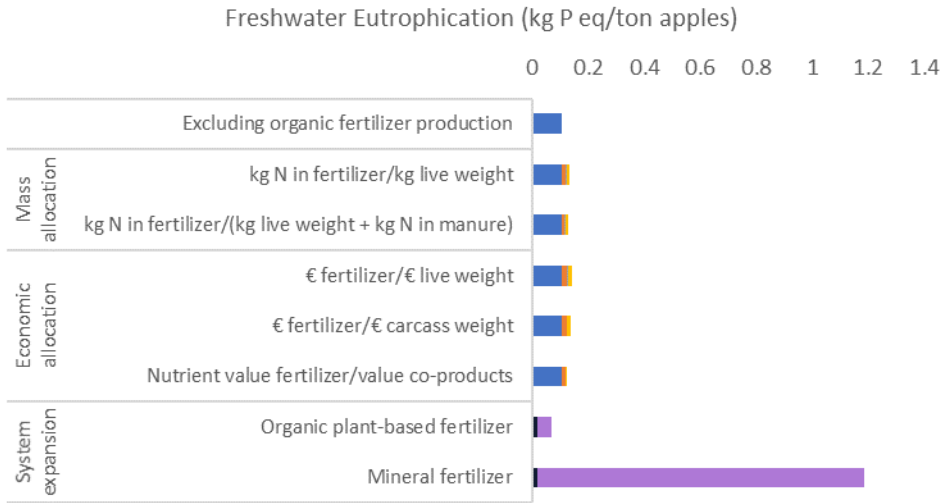 Freshwater Eutrophication (kg P eq/ton apples)
0 0.2 0.4 0.6 0.8 1 1.2 1.4
Excluding organic fertilizer production
Mass
allocation
kg N in fertilizer/kg live weight
kg N in fertilizer/(kg live weight + kg N in manure)
Economic
allocation
€ fertilizer/€ live weight
€ fertilizer/€ carcass weight
Nutrient value fertilizer/value co-products
System
expansion
Organic plant-based fertilizer
Mineral fertilizer